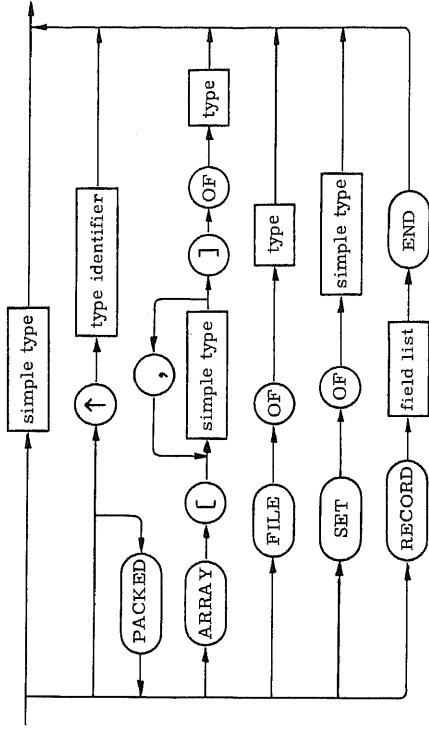 simple type
↑ type identifier
PACKED
,
ARRAY [ simple type ] OF type
FILE OF type
SET OF simple type
RECORD field list END